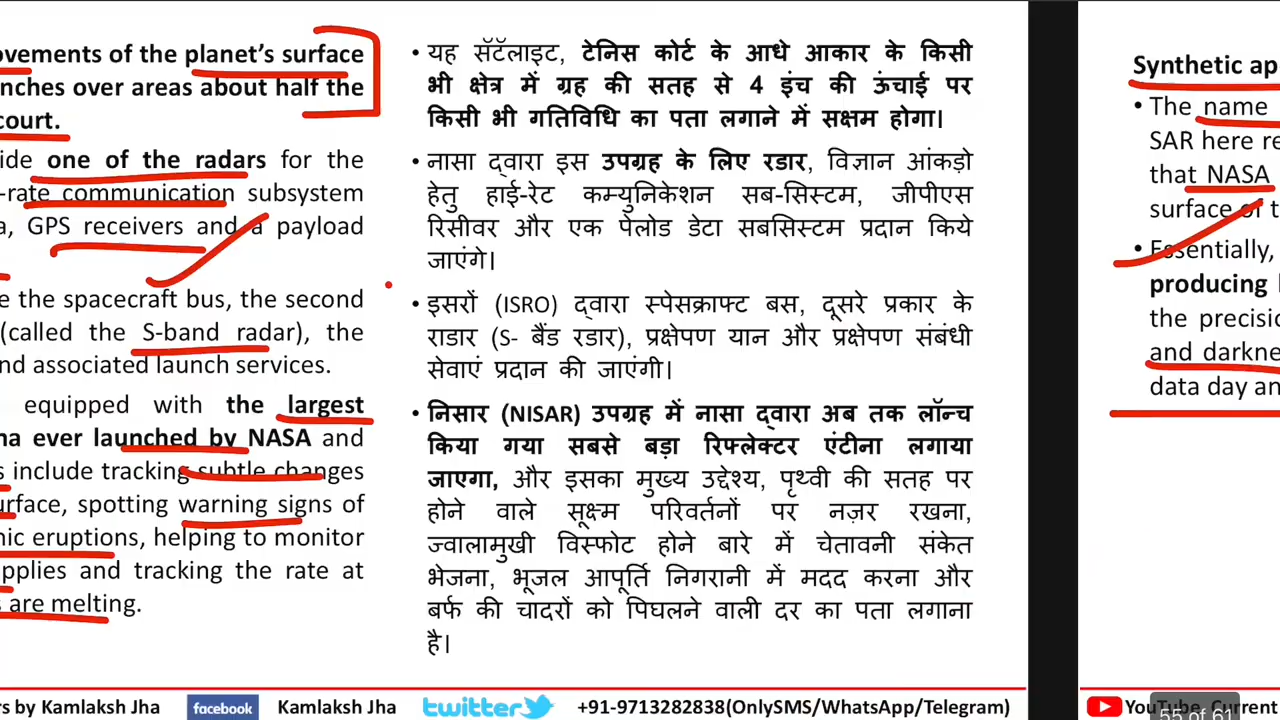 ovements of the planet's surface
nches over areas about half the
court.
ide one of the radars for the
-rate communication subsystem
a, GPS receivers and a payload
e the spacecraft bus, the second
(called the S-band radar), the
nd associated launch services.
equipped with the largest
na ever launched by NASA and
s include tracking subtle changes
urface, spotting warning signs of
nic eruptions, helping to monitor
pplies and tracking the rate at
s are melting.
• यह सॅटॅलाइट, टेनिस कोर्ट के आधे आकार के किसी
भी क्षेत्र में ग्रह की सतह से 4 इंच की ऊंचाई पर
किसी भी गतिविधि का पता लगाने में सक्षम होगा।
• नासा द्वारा इस उपग्रह के लिए रडार, विज्ञान आंकड़ो
हेतु हाई-रेट कम्युनिकेशन सब-सिस्टम, जीपीएस
रिसीवर और एक पेलोड डेटा सबसिस्टम प्रदान किये
जाएंगे।
• इसरों (ISRO) द्वारा स्पेसक्राफ्ट बस, दूसरे प्रकार के
राडार (S- बैंड रडार), प्रक्षेपण यान और प्रक्षेपण संबंधी
सेवाएं प्रदान की जाएंगी।
• निसार (NISAR) उपग्रह में नासा द्वारा अब तक लॉन्च
किया गया सबसे बड़ा रिफ्लेक्टर एंटीना लगाया
जाएगा, और इसका मुख्य उद्देश्य, पृथ्वी की सतह पर
होने वाले सूक्ष्म परिवर्तनों पर नज़र रखना,
ज्वालामुखी विस्फोट होने बारे में चेतावनी संकेत
भेजना, भूजल आपूर्ति निगरानी में मदद करना और
बर्फ की चादरों को पिघलने वाली दर का पता लगाना
है।
Synthetic ap
• The name
SAR here re
that NASA
surface of t
• Essentially,
producing
the precisio
and darkne
data day an
rs by Kamlaksh Jha facebook Kamlaksh Jha twitter +91-9713282838(OnlySMS/WhatsApp/Telegram)
YouTube, Current
55 of 61